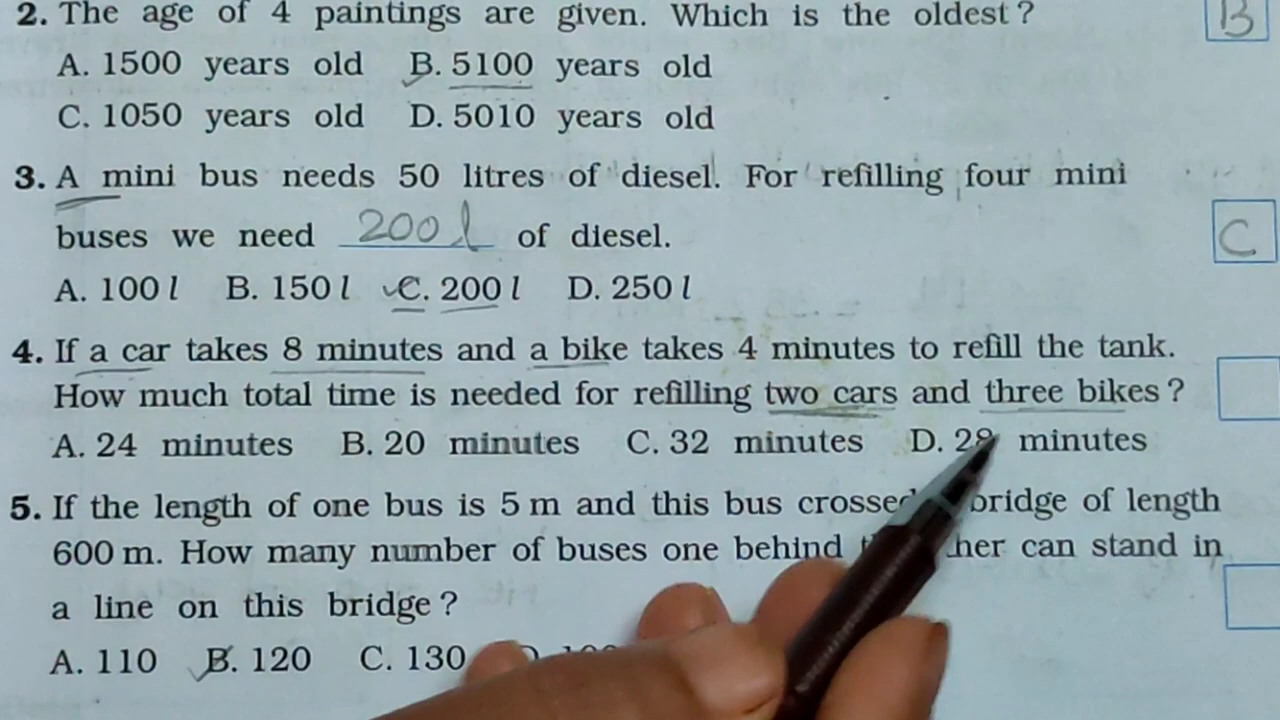 2. The age of 4 paintings are given. Which is the oldest? B
A. 1500 years old B. 5100 years old
C. 1050 years old D. 5010 years old
3. A mini bus needs 50 litres of diesel. For refilling four mini
buses we need 200 l of diesel. C
A. 100 l B. 150 l C. 200 l D. 250 l
4. If a car takes 8 minutes and a bike takes 4 minutes to refill the tank.
How much total time is needed for refilling two cars and three bikes?
A. 24 minutes B. 20 minutes C. 32 minutes D. 28 minutes
5. If the length of one bus is 5 m and this bus crossed bridge of length
600 m. How many number of buses one behind can stand in
a line on this bridge?
A. 110 B. 120 C. 130